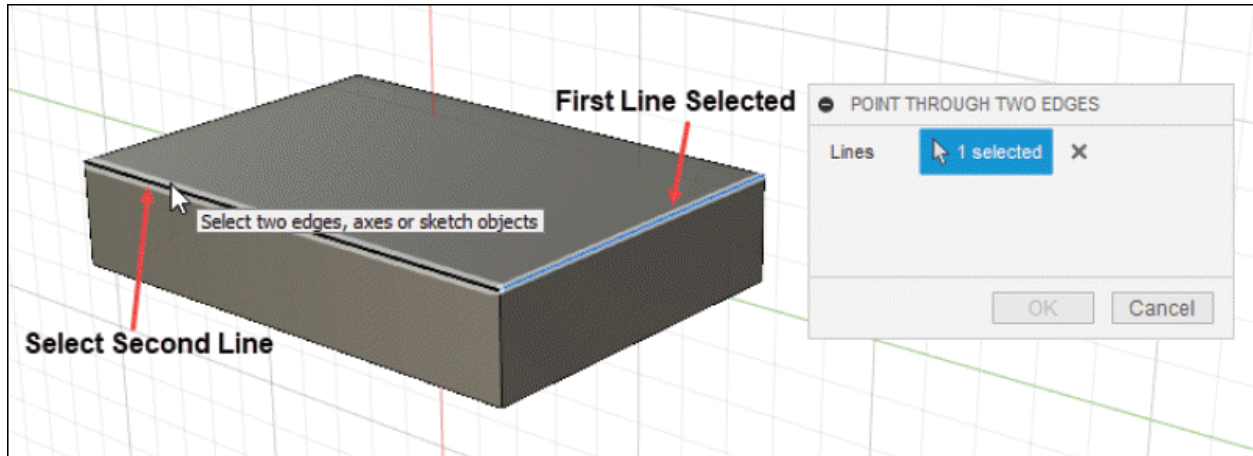 First Line Selected
POINT THROUGH TWO EDGES
Lines 1 selected
Select two edges, axes or sketch objects
OK Cancel
Select Second Line